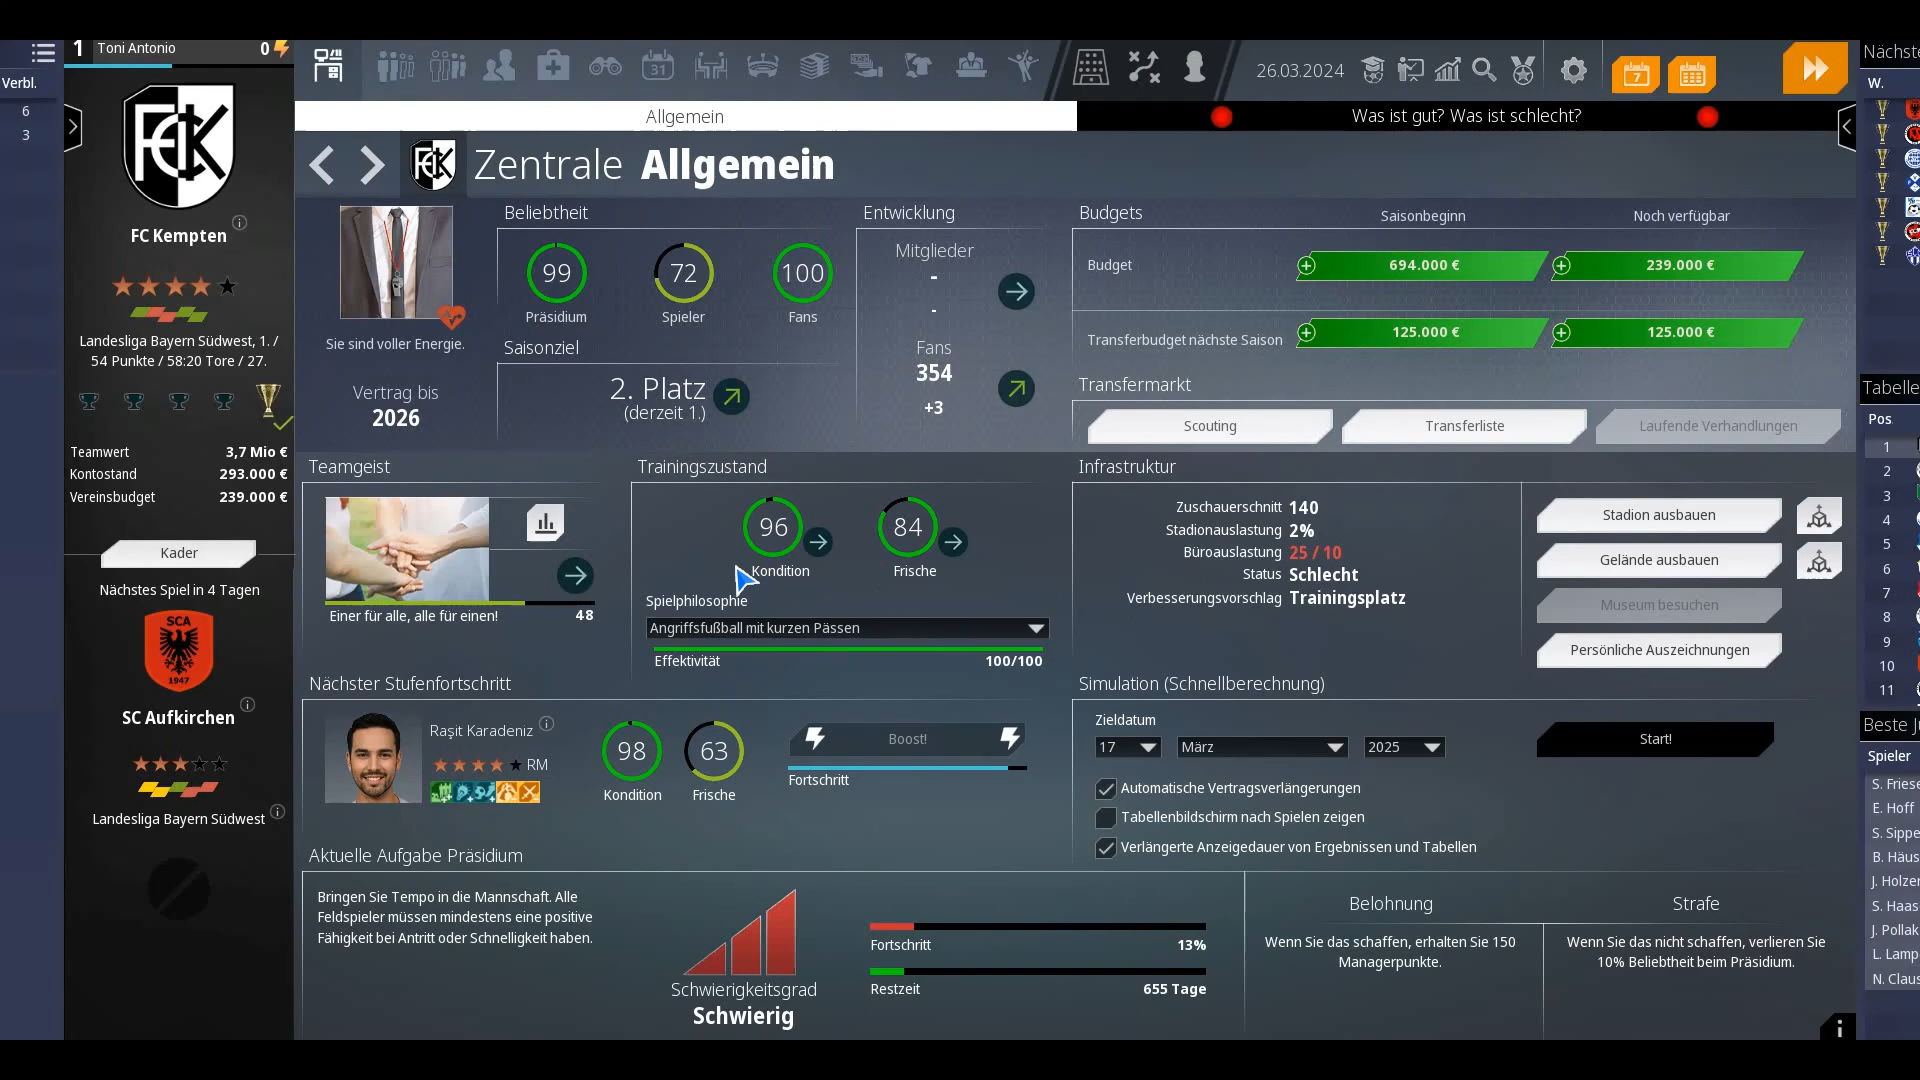 Verbl.
6
3
1 Toni Antonio 0
FCK
FC Kempten
Landesliga Bayern Südwest, 1. /
54 Punkte / 58:20 Tore / 27.
Teamwert 3,7 Mio €
Kontostand 293.000 €
Vereinsbudget 239.000 €
Kader
Nächstes Spiel in 4 Tagen
SCA
1947
SC Aufkirchen
Landesliga Bayern Südwest
31
26.03.2024
7
Allgemein
Was ist gut? Was ist schlecht?
Zentrale Allgemein
Sie sind voller Energie.
Vertrag bis
2026
Beliebtheit
99
72
100
Präsidium
Spieler
Fans
Saisonziel
2. Platz
(derzeit 1.)
Entwicklung
Mitglieder
-
-
Fans
354
+3
Budgets
Saisonbeginn
Noch verfügbar
Budget 694.000 € 239.000 €
Transferbudget nächste Saison 125.000 € 125.000 €
Transfermarkt
Scouting
Transferliste
Laufende Verhandlungen
Teamgeist
Einer für alle, alle für einen! 48
Trainingszustand
96
84
Kondition
Frische
Spielphilosophie
Angriffsfußball mit kurzen Pässen
Effektivität 100/100
Infrastruktur
Zuschauerschnitt 140
Stadionauslastung 2%
Büroauslastung 25 / 10
Status Schlecht
Verbesserungsvorschlag Trainingsplatz
Stadion ausbauen
Gelände ausbauen
Museum besuchen
Persönliche Auszeichnungen
Nächster Stufenfortschritt
Raşit Karadeniz
RM
98
63
Kondition
Frische
Boost!
Fortschritt
Simulation (Schnellberechnung)
Zieldatum
17 März 2025
Start!
Automatische Vertragsverlängerungen
Tabellenbildschirm nach Spielen zeigen
Verlängerte Anzeigedauer von Ergebnissen und Tabellen
Aktuelle Aufgabe Präsidium
Bringen Sie Tempo in die Mannschaft. Alle
Feldspieler müssen mindestens eine positive
Fähigkeit bei Antritt oder Schnelligkeit haben.
Schwierigkeitsgrad
Schwierig
Fortschritt 13%
Restzeit 655 Tage
Belohnung
Wenn Sie das schaffen, erhalten Sie 150
Managerpunkte.
Strafe
Wenn Sie das nicht schaffen, verlieren Sie
10% Beliebtheit beim Präsidium.
Nächste
W.
Tabelle
Pos.
1
2
3
4
5
6
7
8
9
10
11
Beste Ju
Spieler
S. Friese
E. Hoff
S. Sippe
B. Häus
J. Holzer
S. Haas
J. Pollak
L. Lamp
N. Claus